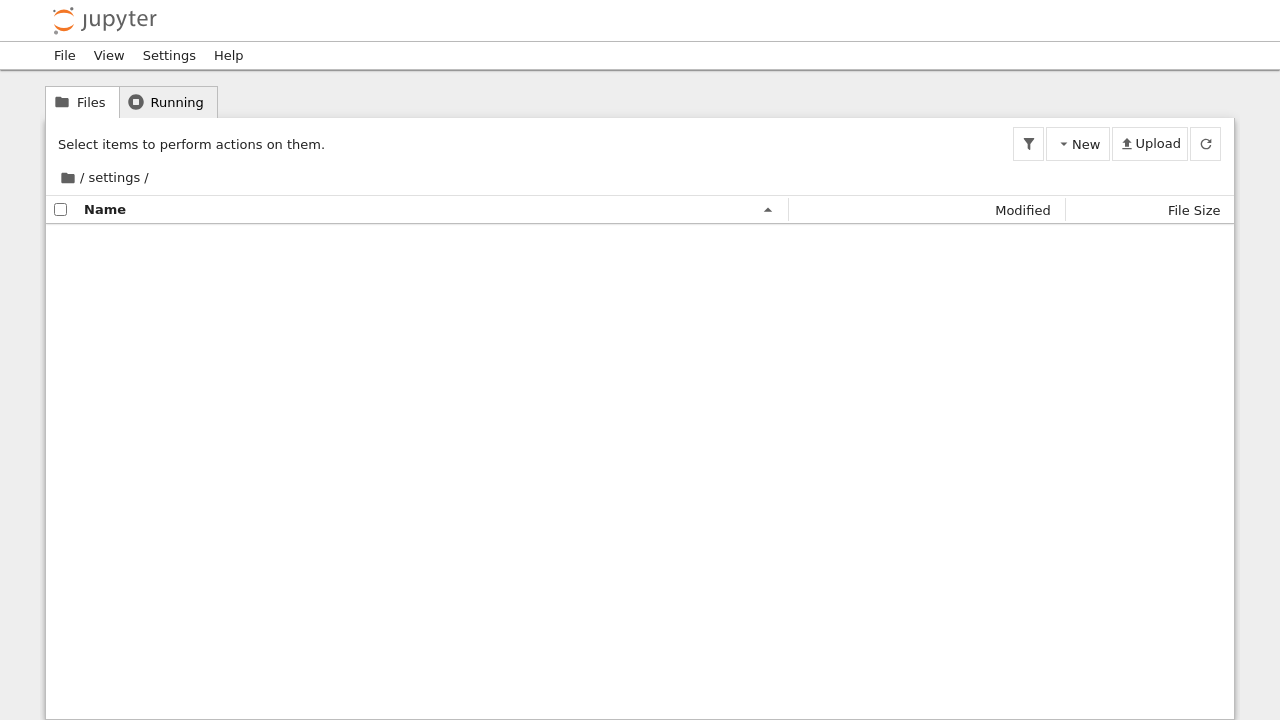 jupyter
File View Settings Help
Files Running
Select items to perform actions on them.
New Upload
/ settings /
Name Modified File Size